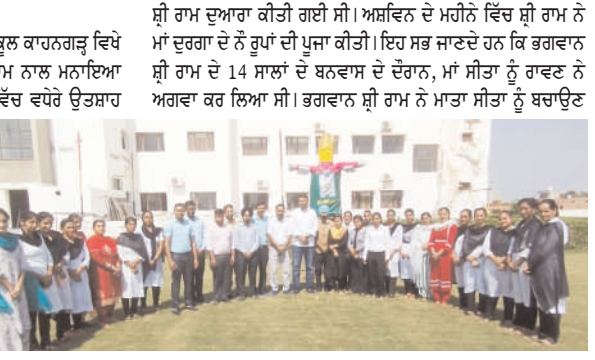 ਕੂਲ ਕਾਹਨਗੜ੍ਹ ਵਿਖੇ
ਮ ਨਾਲ ਮਨਾਇਆ
ਵੱਚ ਵਧੇਰੇ ਉਤਸ਼ਾਹ
ਸ਼੍ਰੀ ਰਾਮ ਦੁਆਰਾ ਕੀਤੀ ਗਈ ਸੀ। ਅਸ਼ਵਿਨ ਦੇ ਮਹੀਨੇ ਵਿੱਚ ਸ਼੍ਰੀ ਰਾਮ ਨੇ
ਮਾਂ ਦੁਰਗਾ ਦੇ ਨੌਂ ਰੂਪਾਂ ਦੀ ਪੂਜਾ ਕੀਤੀ। ਇਹ ਸਭ ਜਾਣਦੇ ਹਨ ਕਿ ਭਗਵਾਨ
ਸ਼੍ਰੀ ਰਾਮ ਦੇ 14 ਸਾਲਾਂ ਦੇ ਬਨਵਾਸ ਦੇ ਦੌਰਾਨ, ਮਾਂ ਸੀਤਾ ਨੂੰ ਰਾਵਣ ਨੇ
ਅਗਵਾ ਕਰ ਲਿਆ ਸੀ। ਭਗਵਾਨ ਸ਼੍ਰੀ ਰਾਮ ਨੇ ਮਾਤਾ ਸੀਤਾ ਨੂੰ ਬਚਾਉਣ